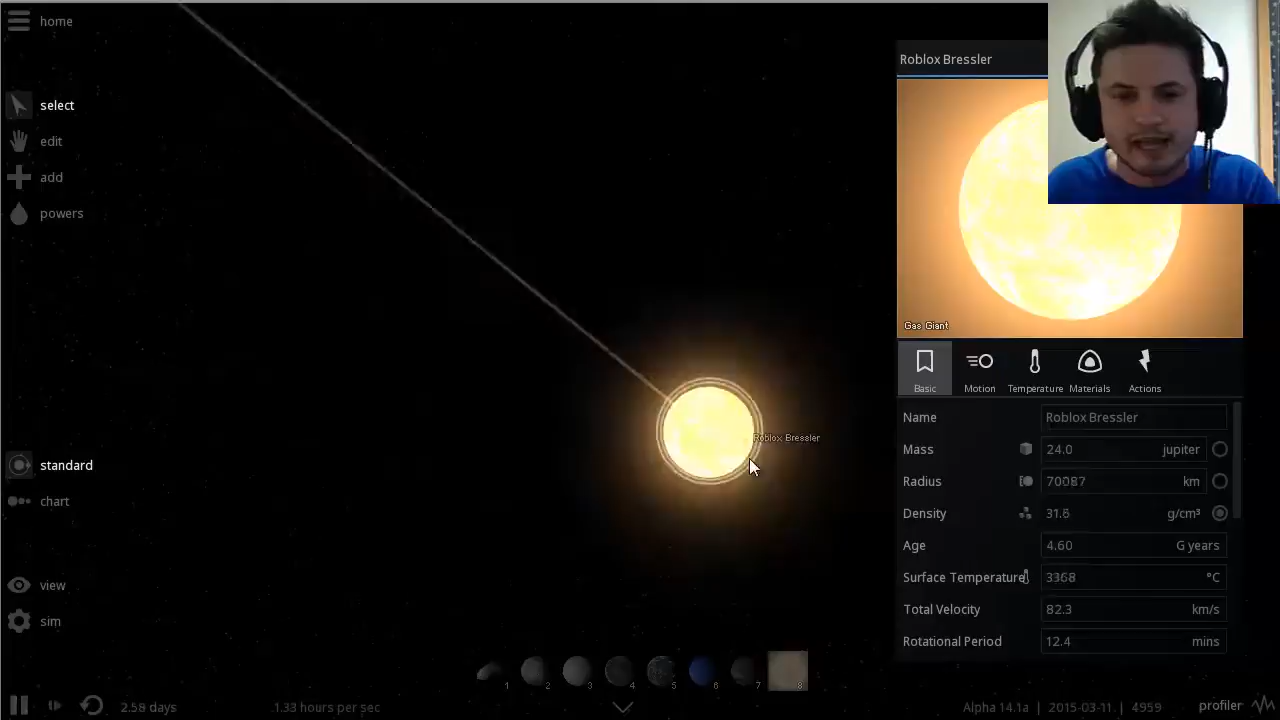 home
Roblox Bressler
select
edit
add
powers
Gas Giant
Basic
Motion
Temperature
Materials
Actions
Name Roblox Bressler
Roblox Bressler
Mass 24.0 jupiter
standard
Radius 70087 km
chart
Density 31.6 g/cm³
Age 4.60 G years
Surface Temperature 3368 °C
view
Total Velocity 82.3 km/s
sim
Rotational Period 12.4 mins
1 2 3 4 5 6 7 8
2.58 days
1.33 hours per sec
Alpha 14.1a | 2015-03-11. | 4959
profiler